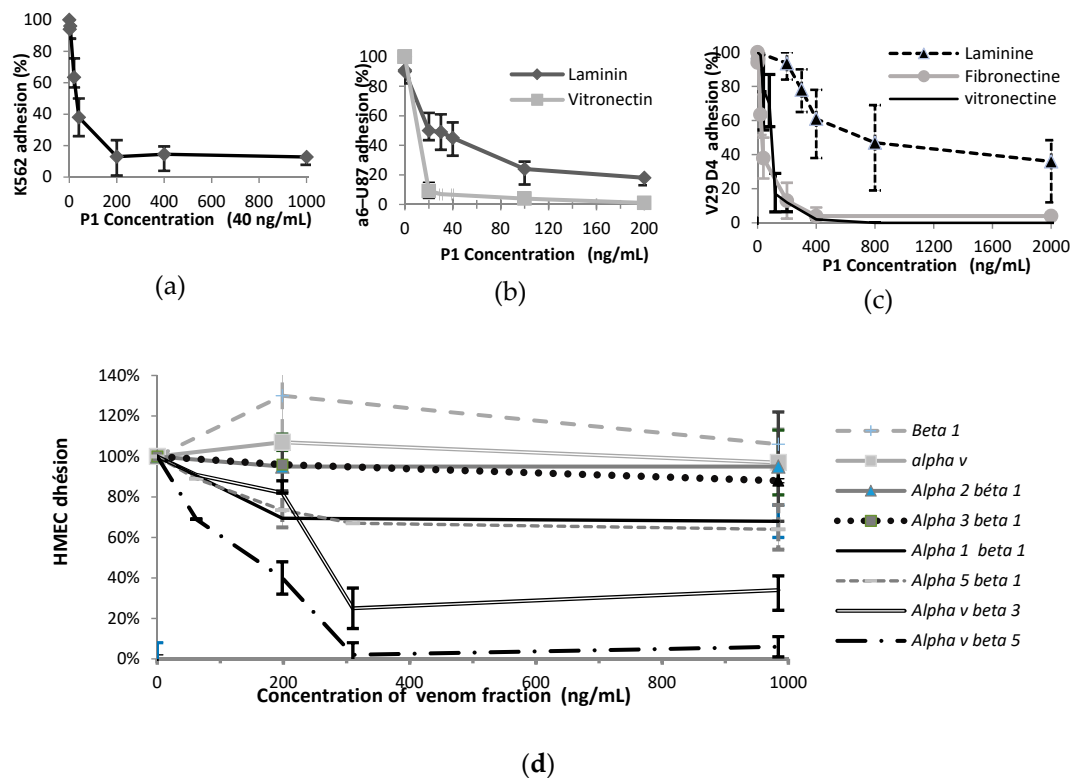 K562 adhesion (%)
100
80
60
40
20
0
0 200 400 600 800 1000
P1 Concentration (40 ng/mL)
(a)
a6–U87 adhesion (%)
100
80
60
40
20
0
0 40 80 120 160 200
P1 Concentration (ng/mL)
Laminin
Vitronectin
(b)
V29 D4 adhesion (%)
100
80
60
40
20
0
0 400 800 1200 1600 2000
P1 Concentration (ng/mL)
Laminine
Fibronectine
vitronectine
(c)
HMEC dhésion
140%
120%
100%
80%
60%
40%
20%
0%
0 200 400 600 800 1000
Concentration of venom fraction (ng/mL)
Beta 1
alpha v
Alpha 2 béta 1
Alpha 3 beta 1
Alpha 1 beta 1
Alpha 5 beta 1
Alpha v beta 3
Alpha v beta 5
(d)